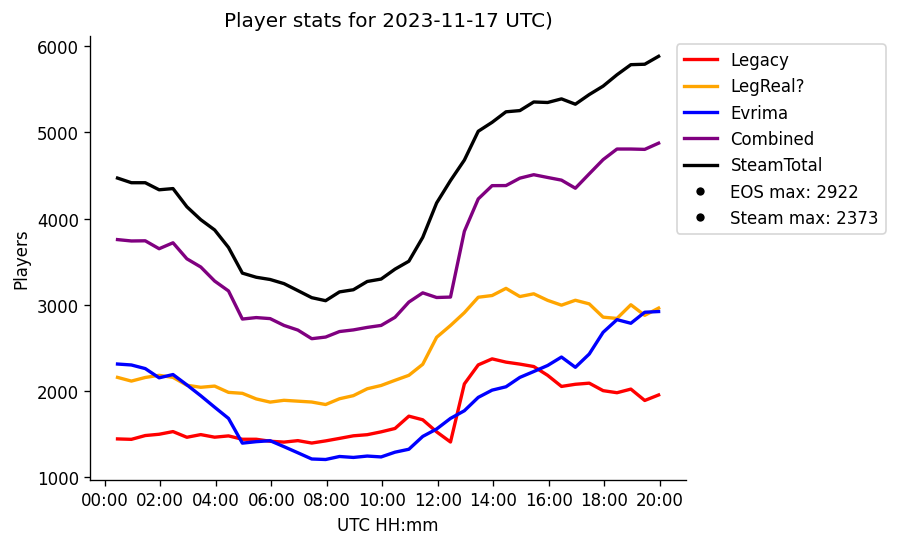 Player stats for 2023-11-17 UTC)
6000
5000
4000
3000
2000
1000
Players
00:00 02:00 04:00 06:00 08:00 10:00 12:00 14:00 16:00 18:00 20:00
UTC HH:mm
Legacy
LegReal?
Evrima
Combined
SteamTotal
EOS max: 2922
Steam max: 2373